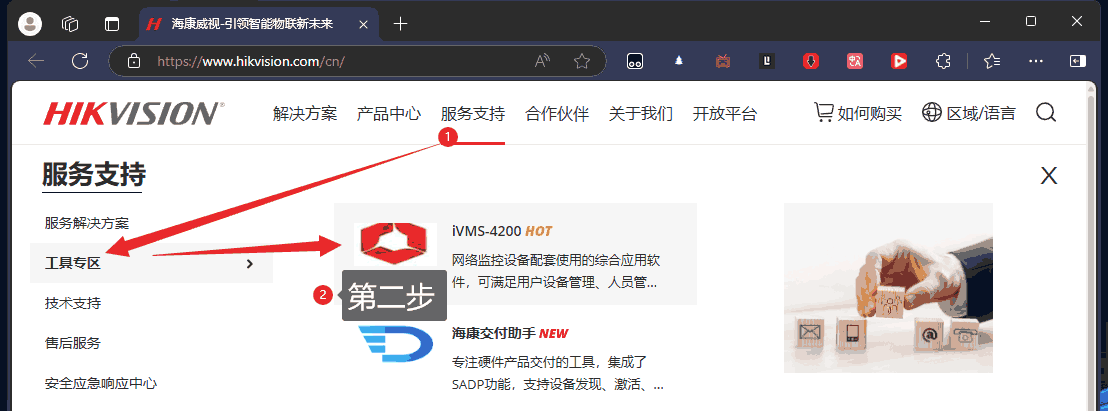 海康威视-引领智能物联新未来
https://www.hikvision.com/cn/
HIKVISION®
解决方案 产品中心 服务支持 合作伙伴 关于我们 开放平台 如何购买 区域/语言
1
服务支持
X
服务解决方案
工具专区
技术支持
售后服务
安全应急响应中心
iVMS-4200 HOT
网络监控设备配套使用的综合应用软
件，可满足用户设备管理、人员管...
2
第二步
海康交付助手 NEW
专注硬件产品交付的工具，集成了
SADP功能，支持设备发现、激活、...